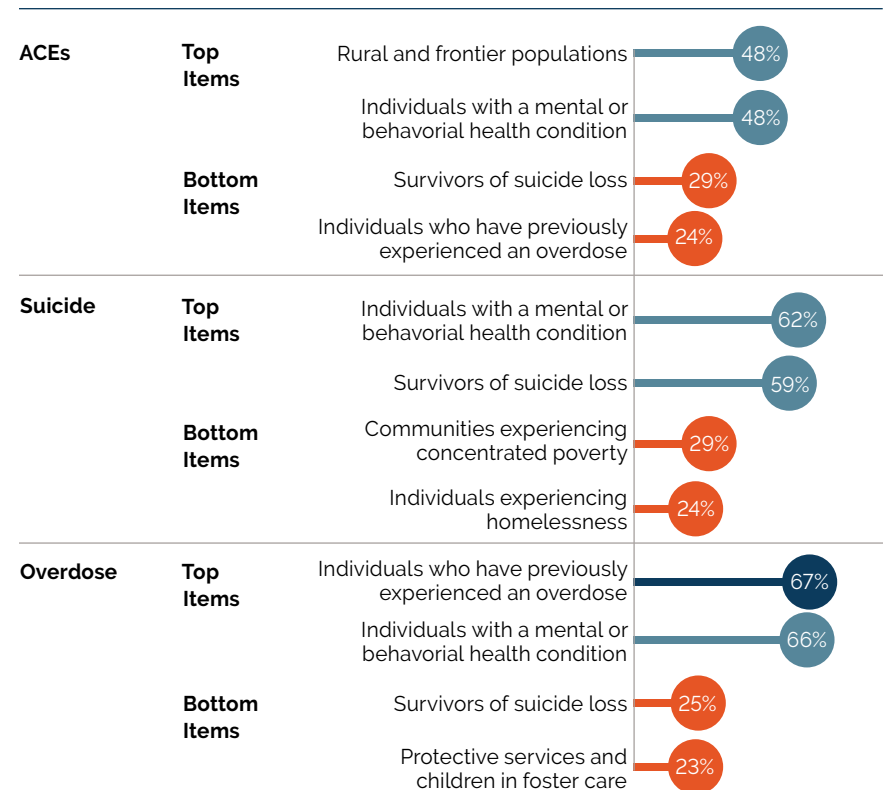 ACEs
Top
Items
Rural and frontier populations
48%
Individuals with a mental or
behavorial health condition
48%
Bottom
Items
Survivors of suicide loss
29%
Individuals who have previously
experienced an overdose
24%
Suicide
Top
Items
Individuals with a mental or
behavorial health condition
62%
Survivors of suicide loss
59%
Bottom
Items
Communities experiencing
concentrated poverty
29%
Individuals experiencing
homelessness
24%
Overdose
Top
Items
Individuals who have previously
experienced an overdose
67%
Individuals with a mental or
behavorial health condition
66%
Bottom
Items
Survivors of suicide loss
25%
Protective services and
children in foster care
23%